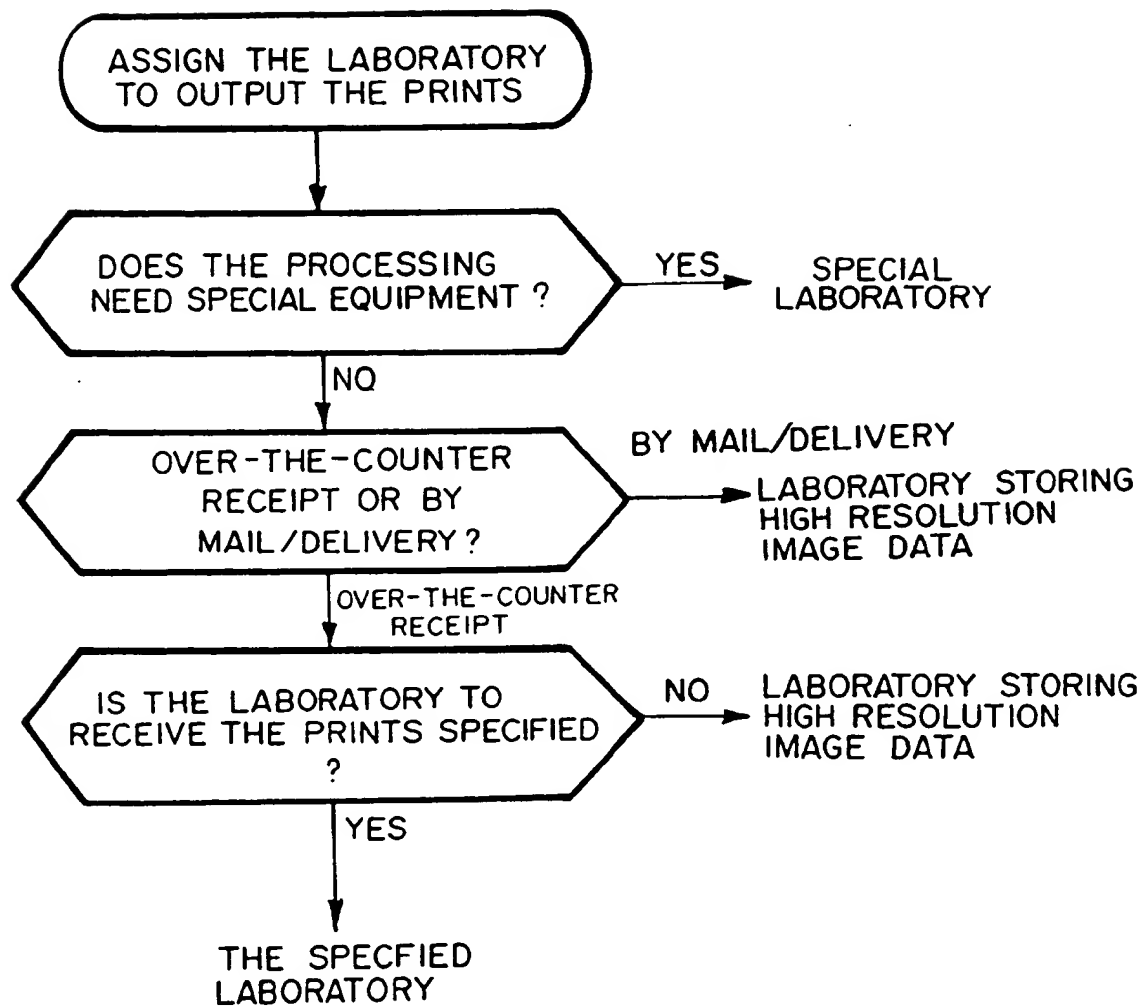 ASSIGN THE LABORATORY
TO OUTPUT THE PRINTS
DOES THE PROCESSING
NEED SPECIAL EQUIPMENT ?
YES
SPECIAL
LABORATORY
NO
OVER-THE-COUNTER
RECEIPT OR BY
MAIL/DELIVERY ?
BY MAIL/DELIVERY
LABORATORY STORING
HIGH RESOLUTION
IMAGE DATA
OVER-THE-COUNTER
RECEIPT
IS THE LABORATORY TO
RECEIVE THE PRINTS SPECIFIED
?
NO
LABORATORY STORING
HIGH RESOLUTION
IMAGE DATA
YES
THE SPECFIED
LABORATORY